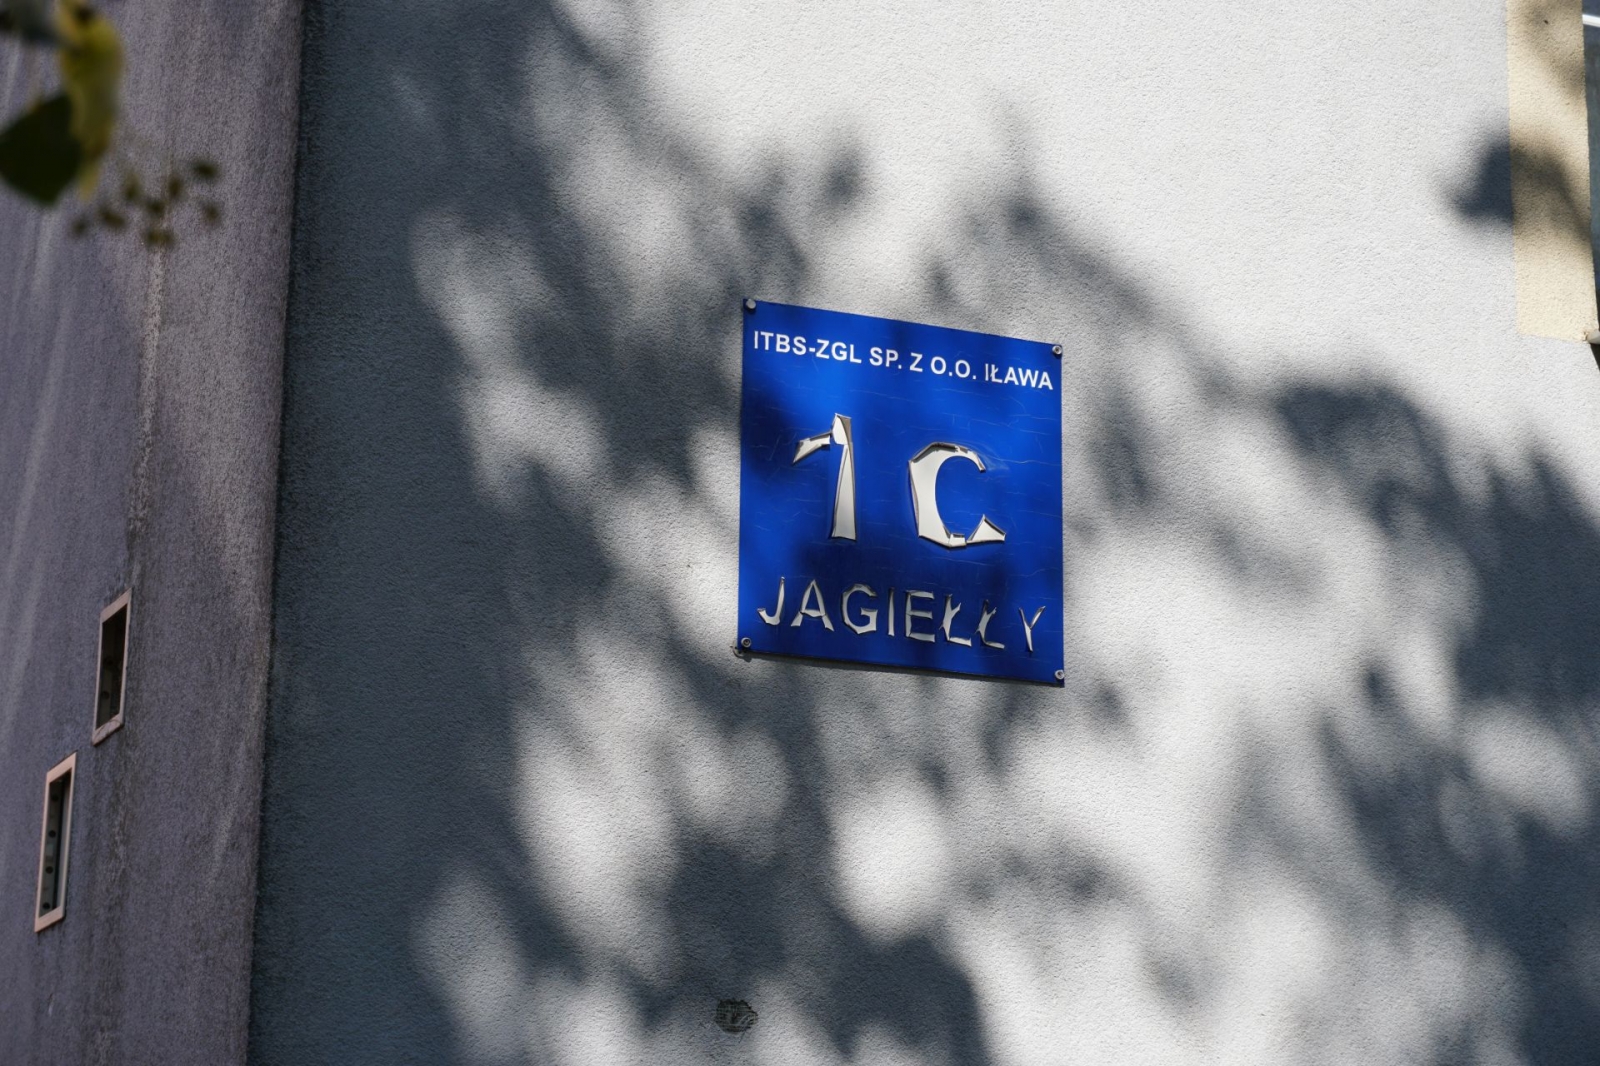 ITBS-ZGL SP. Z O.O. IŁAWA
1C
JAGIEŁŁY